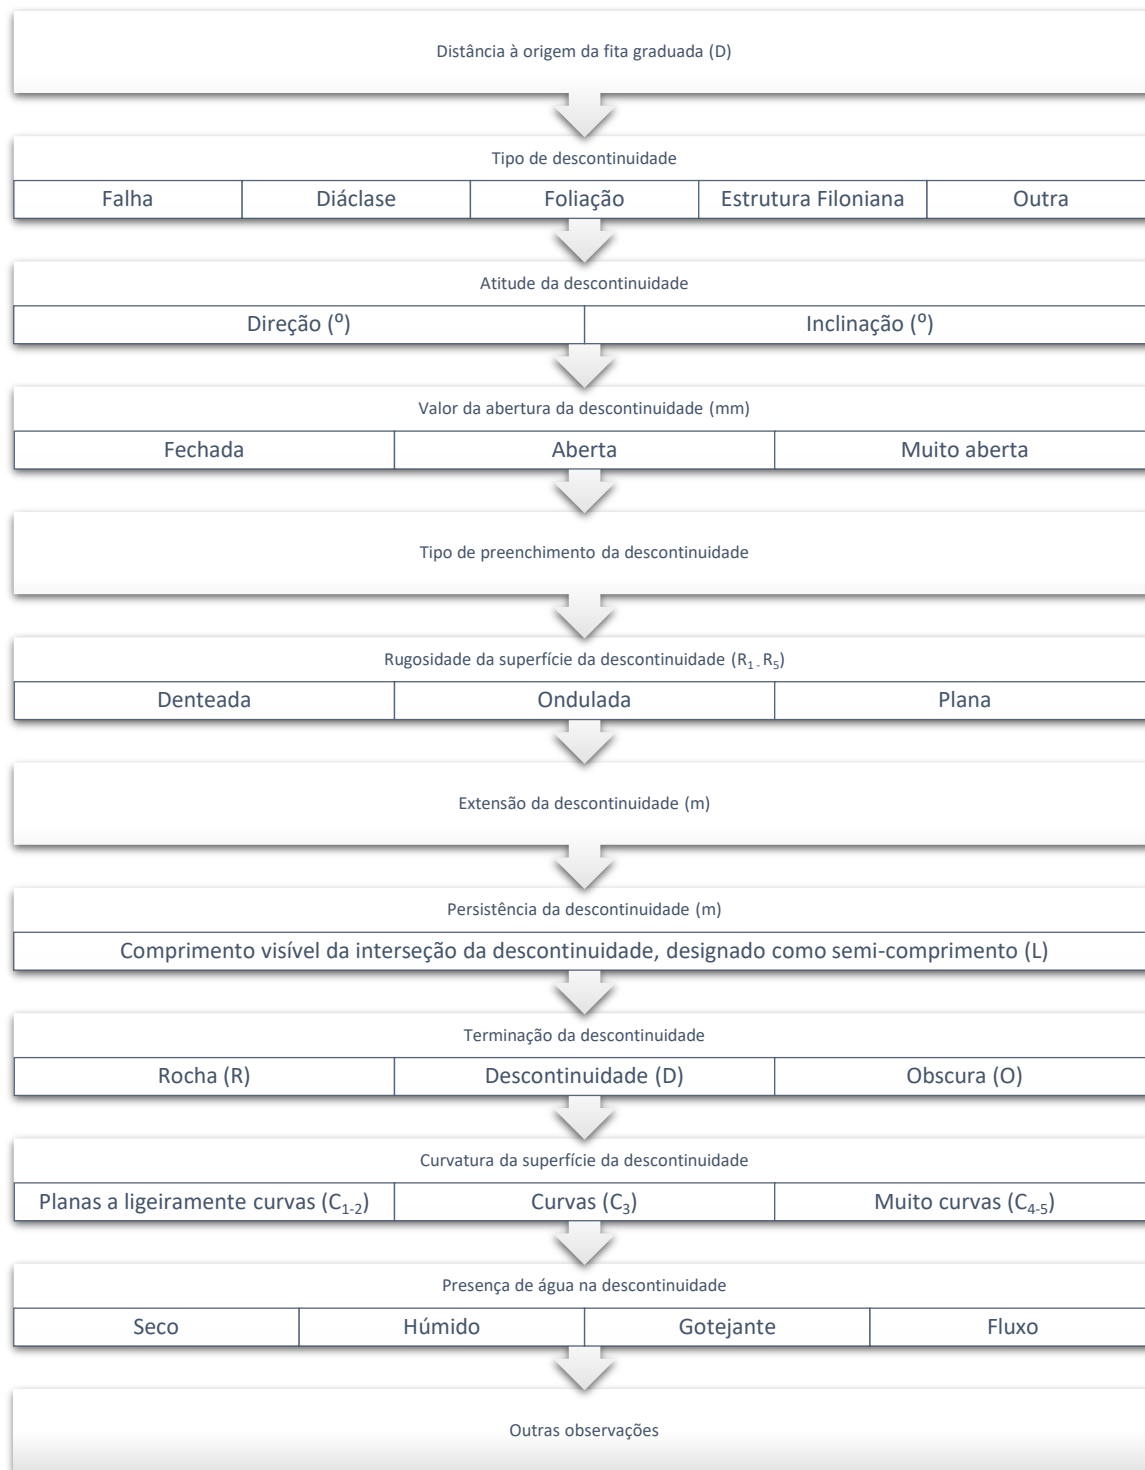 Distância à origem da fita graduada (D)
Tipo de descontinuidade
Falha Diáclase Foliação Estrutura Filoniana Outra
Atitude da descontinuidade
Direção (º) Inclinação (º)
Valor da abertura da descontinuidade (mm)
Fechada Aberta Muito aberta
Tipo de preenchimento da descontinuidade
Rugosidade da superfície da descontinuidade (R1 - R5)
Denteada Ondulada Plana
Extensão da descontinuidade (m)
Persistência da descontinuidade (m)
Comprimento visível da interseção da descontinuidade, designado como semi-comprimento (L)
Terminação da descontinuidade
Rocha (R) Descontinuidade (D) Obscura (O)
Curvatura da superfície da descontinuidade
Planas a ligeiramente curvas (C1-2) Curvas (C3) Muito curvas (C4-5)
Presença de água na descontinuidade
Seco Húmido Gotejante Fluxo
Outras observações